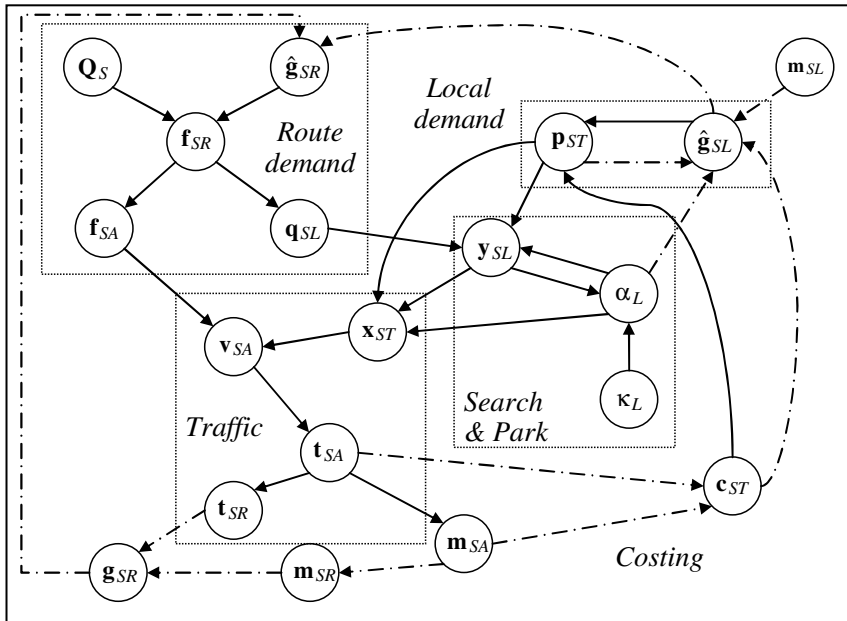 Q_S
ĝ_SR
m_SL
Local
demand
p_ST
ĝ_SL
f_SR
Route
demand
f_SA
q_SL
y_SL
α_L
x_ST
v_SA
κ_L
Search
& Park
Traffic
t_SA
c_ST
t_SR
m_SA
Costing
g_SR
m_SR